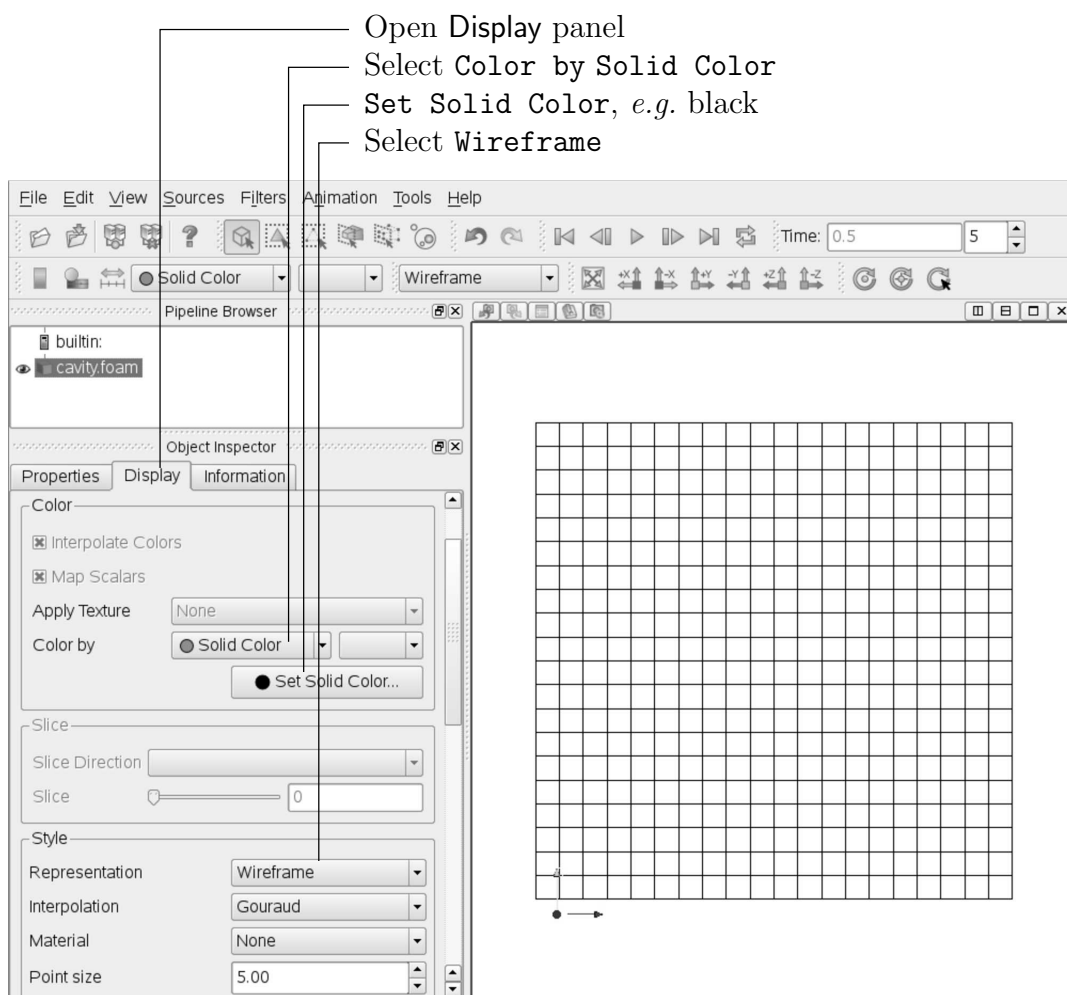 Open Display panel
Select Color by Solid Color
Set Solid Color, e.g. black
Select Wireframe
File Edit View Sources Filters Animation Tools Help
? Time: 0.5 5
Solid Color Wireframe +X -X +Y -Y +Z -Z
Pipeline Browser
builtin:
cavity.foam
Object Inspector
Properties Display Information
Color
Interpolate Colors
Map Scalars
Apply Texture None
Color by Solid Color
Set Solid Color...
Slice
Slice Direction
Slice 0
Style
Representation Wireframe
Interpolation Gouraud
Material None
Point size 5.00